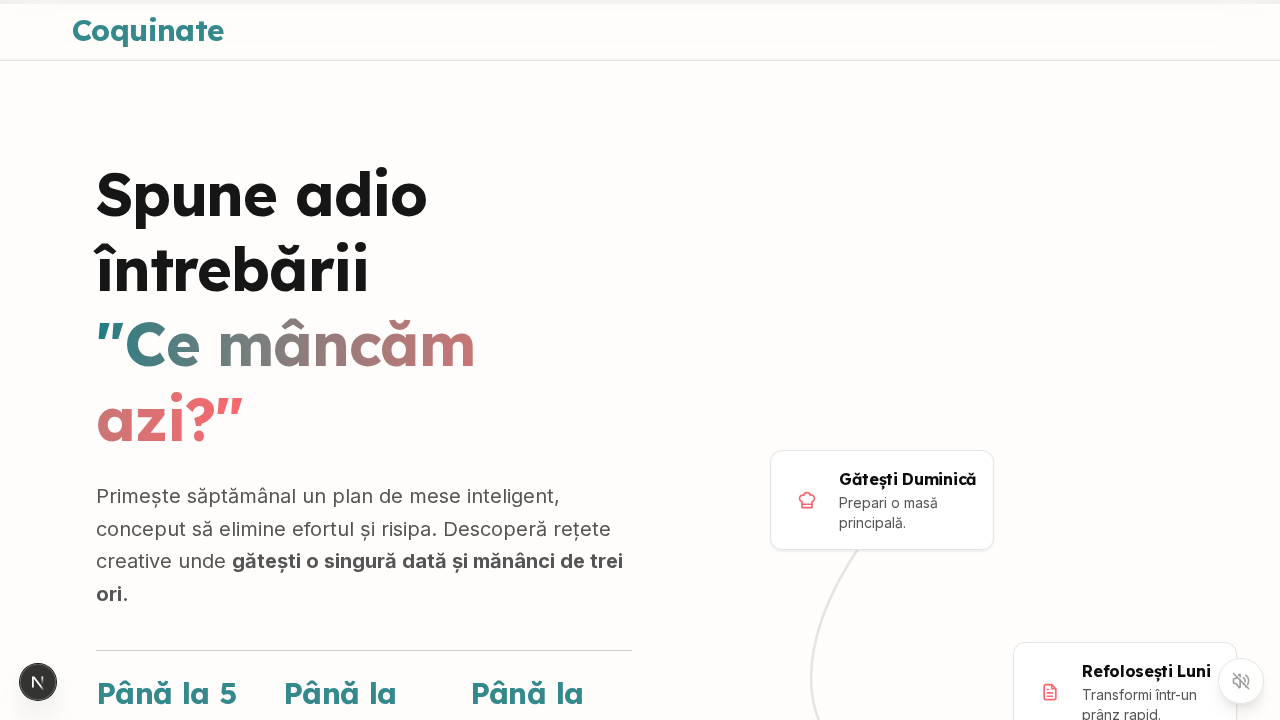 Coquinate
Spune adio
întrebării
"Ce mâncăm
azi?"
Primește săptămânal un plan de mese inteligent,
conceput să elimine efortul și risipa. Descoperă rețete
creative unde gătești o singură dată și mănânci de trei
ori.
Până la 5
Până la
Până la
Gătești Duminică
Prepari o masă
principală.
Refolosești Luni
Transformi într-un
prânz rapid.
N